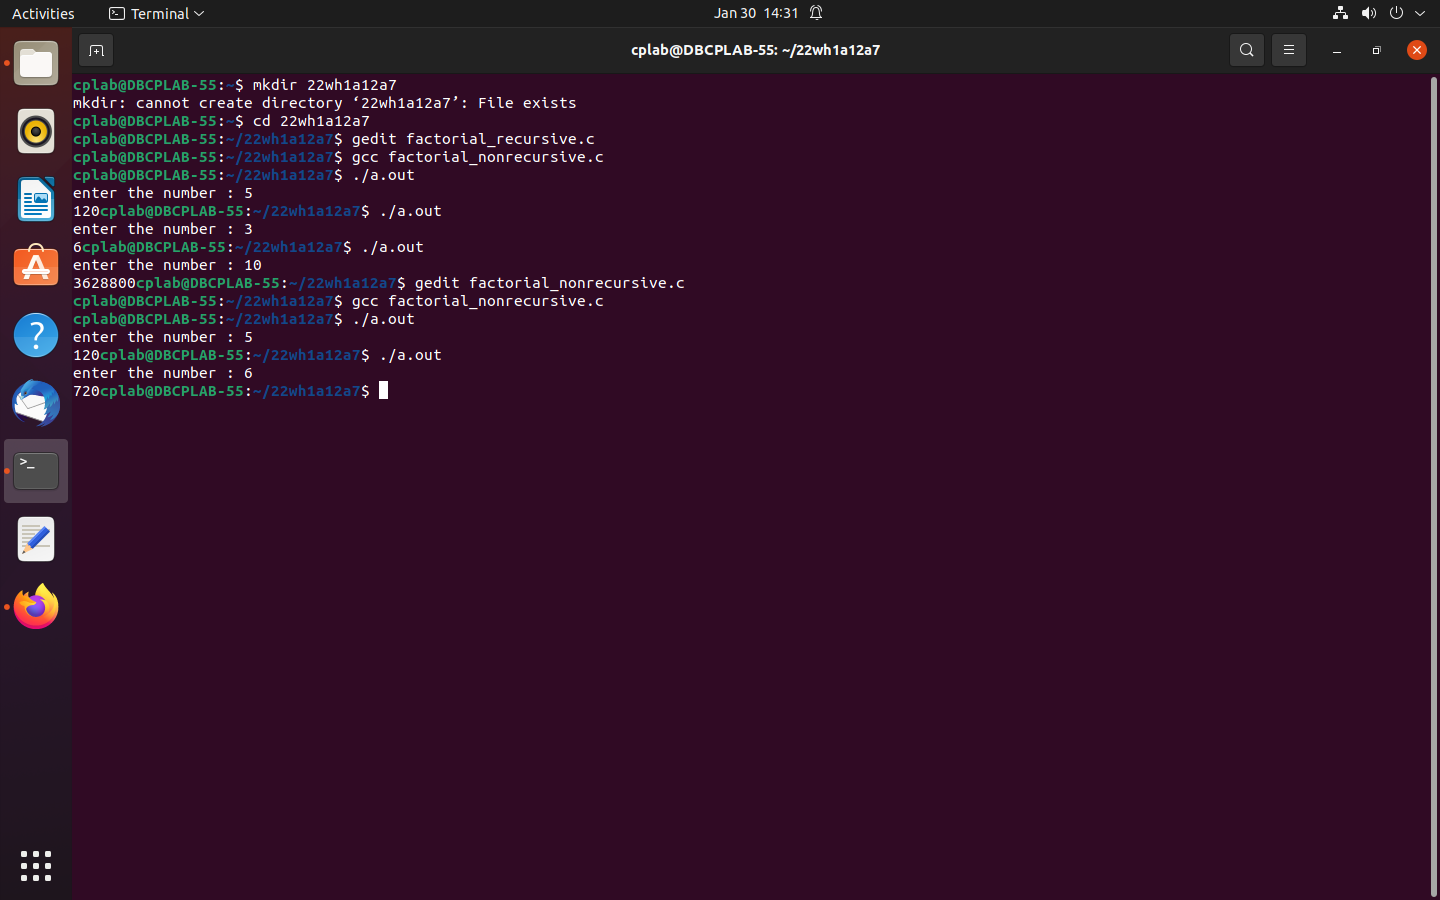 Activities
Terminal
Jan 30 14:31
cplab@DBCPLAB-55: ~/22wh1a12a7
cplab@DBCPLAB-55:~$ mkdir 22wh1a12a7
mkdir: cannot create directory ‘22wh1a12a7’: File exists
cplab@DBCPLAB-55:~$ cd 22wh1a12a7
cplab@DBCPLAB-55:~/22wh1a12a7$ gedit factorial_recursive.c
cplab@DBCPLAB-55:~/22wh1a12a7$ gcc factorial_nonrecursive.c
cplab@DBCPLAB-55:~/22wh1a12a7$ ./a.out
enter the number : 5
120cplab@DBCPLAB-55:~/22wh1a12a7$ ./a.out
enter the number : 3
6cplab@DBCPLAB-55:~/22wh1a12a7$ ./a.out
enter the number : 10
3628800cplab@DBCPLAB-55:~/22wh1a12a7$ gedit factorial_nonrecursive.c
cplab@DBCPLAB-55:~/22wh1a12a7$ gcc factorial_nonrecursive.c
cplab@DBCPLAB-55:~/22wh1a12a7$ ./a.out
enter the number : 5
120cplab@DBCPLAB-55:~/22wh1a12a7$ ./a.out
enter the number : 6
720cplab@DBCPLAB-55:~/22wh1a12a7$